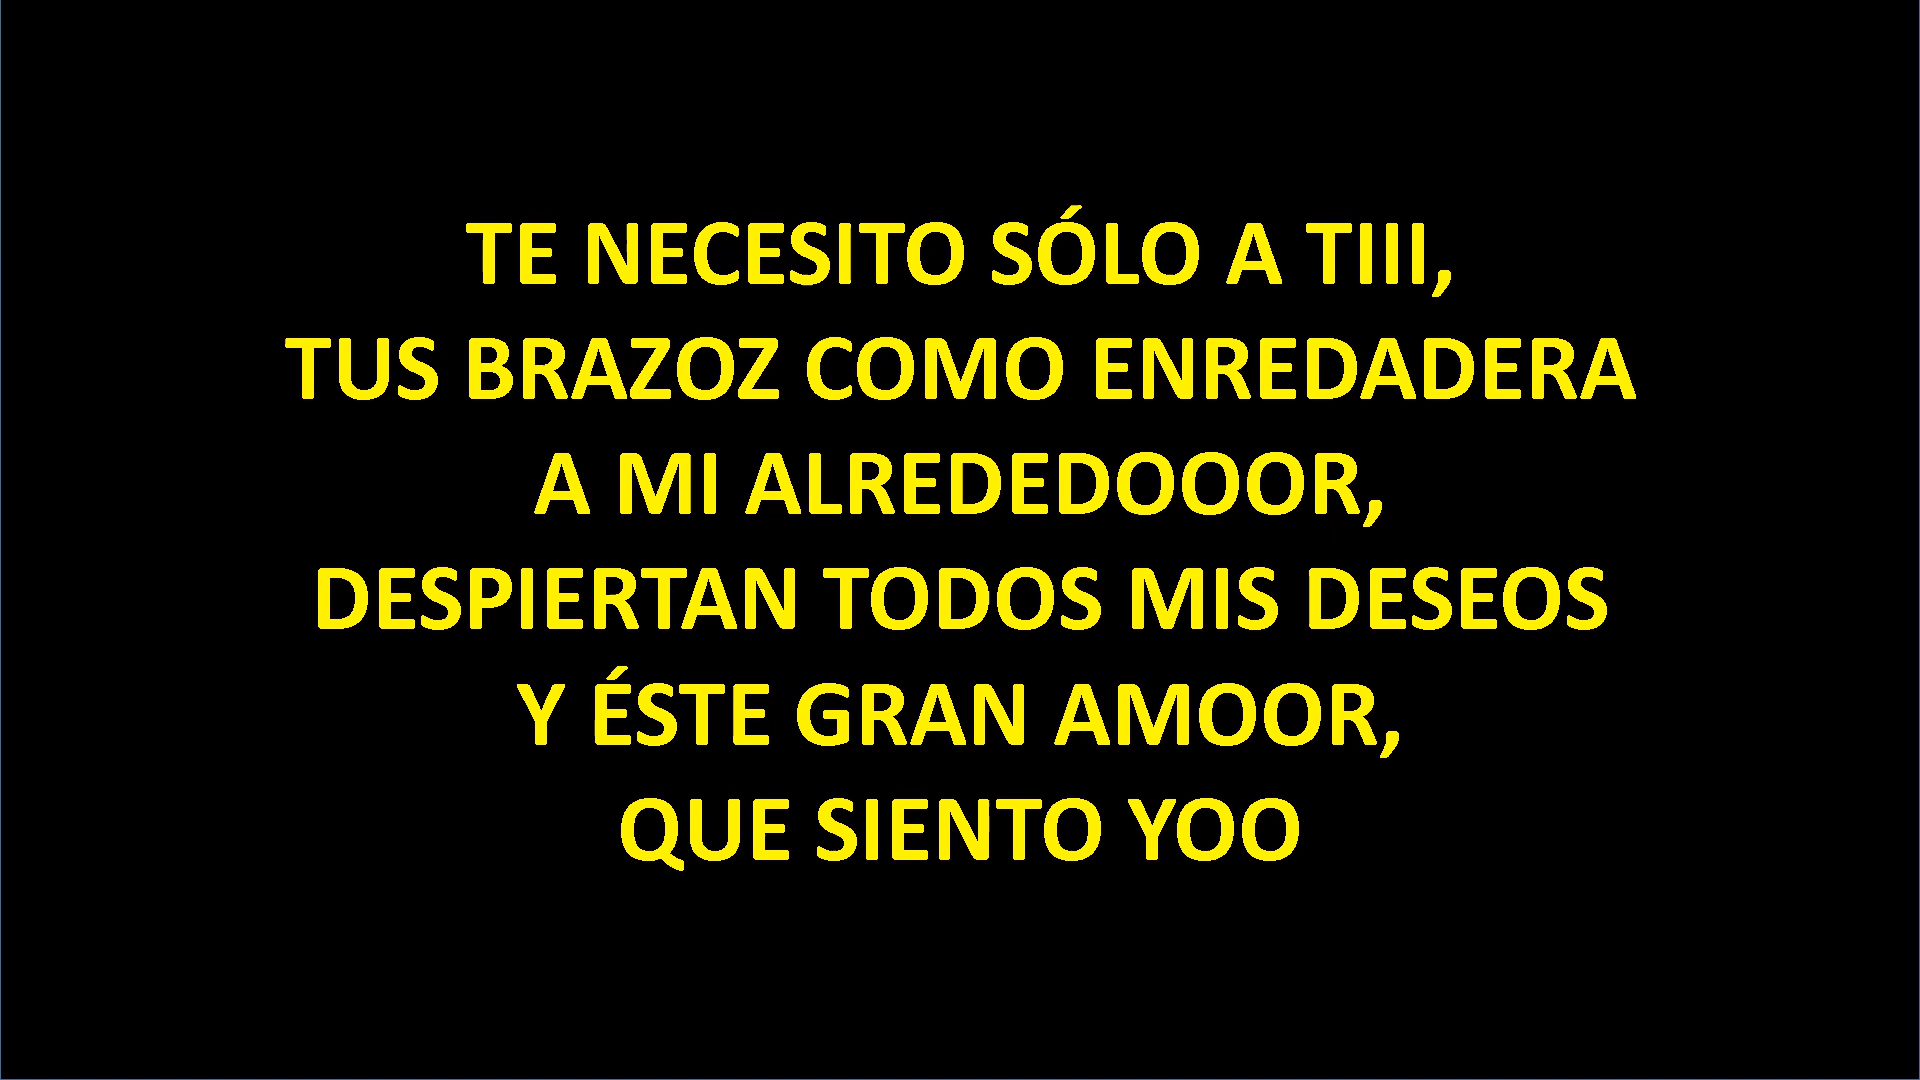 TE NECESITO SÓLO A TIII,
TUS BRAZOZ COMO ENREDADERA
A MI ALREDEDOOOR,
DESPIERTAN TODOS MIS DESEOS
Y ÉSTE GRAN AMOOR,
QUE SIENTO YOO